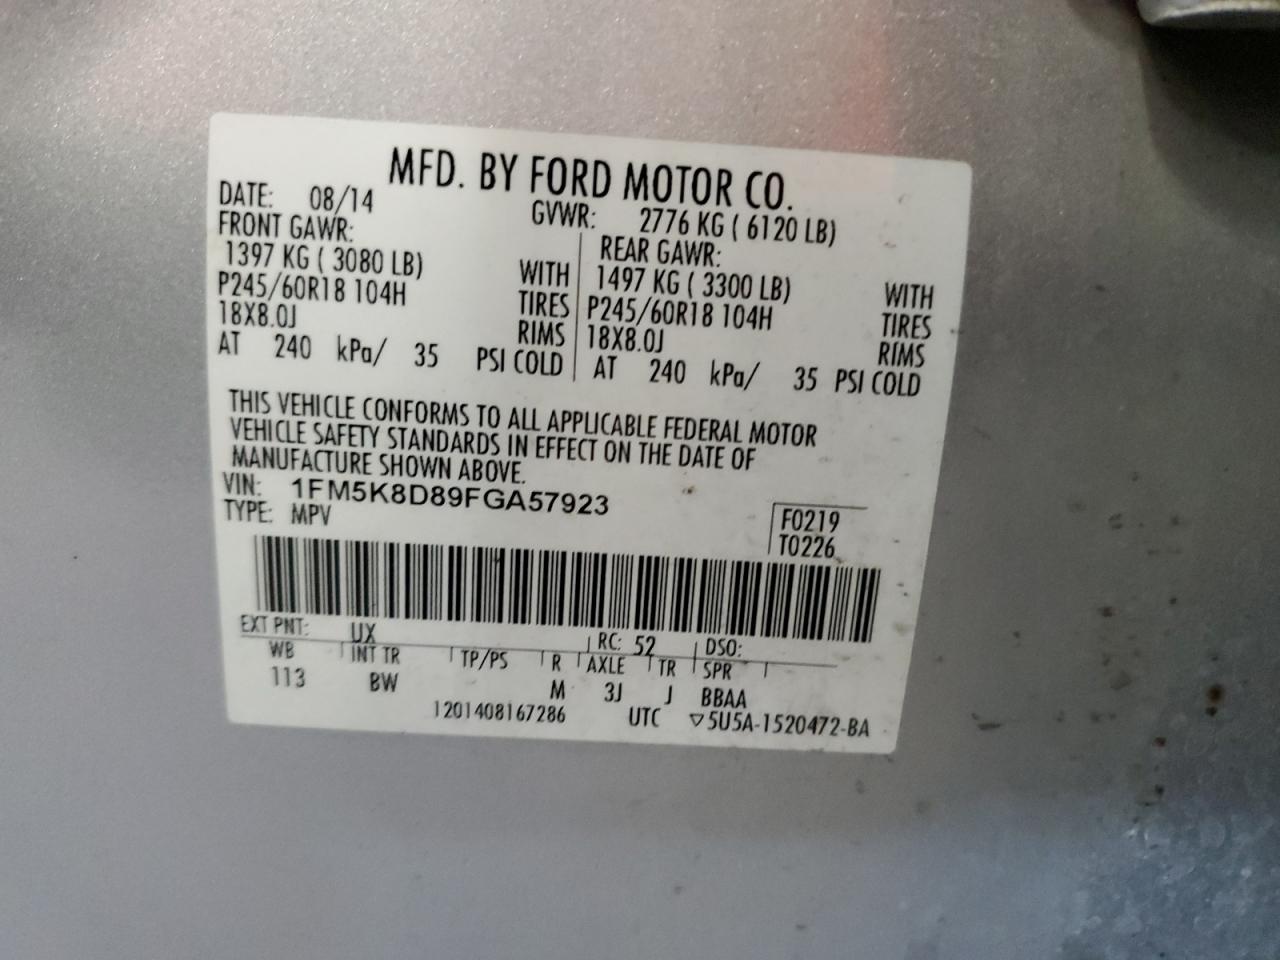 MFD. BY FORD MOTOR CO.
DATE: 08/14 GVWR: 2776 KG ( 6120 LB)
FRONT GAWR: REAR GAWR:
1397 KG ( 3080 LB) WITH 1497 KG ( 3300 LB) WITH
P245/60R18 104H TIRES P245/60R18 104H TIRES
18X8.0J RIMS 18X8.0J RIMS
AT 240 kPa/ 35 PSI COLD AT 240 kPa/ 35 PSI COLD
THIS VEHICLE CONFORMS TO ALL APPLICABLE FEDERAL MOTOR
VEHICLE SAFETY STANDARDS IN EFFECT ON THE DATE OF
MANUFACTURE SHOWN ABOVE.
VIN: 1FM5K8D89FGA57923
TYPE: MPV
F0219
T0226
EXT PNT: UX RC: 52 DSO:
WB INT TR TP/PS R AXLE TR SPR
113 BW M 3J J BBAA
1201408167286 UTC ▽5U5A-1520472-BA